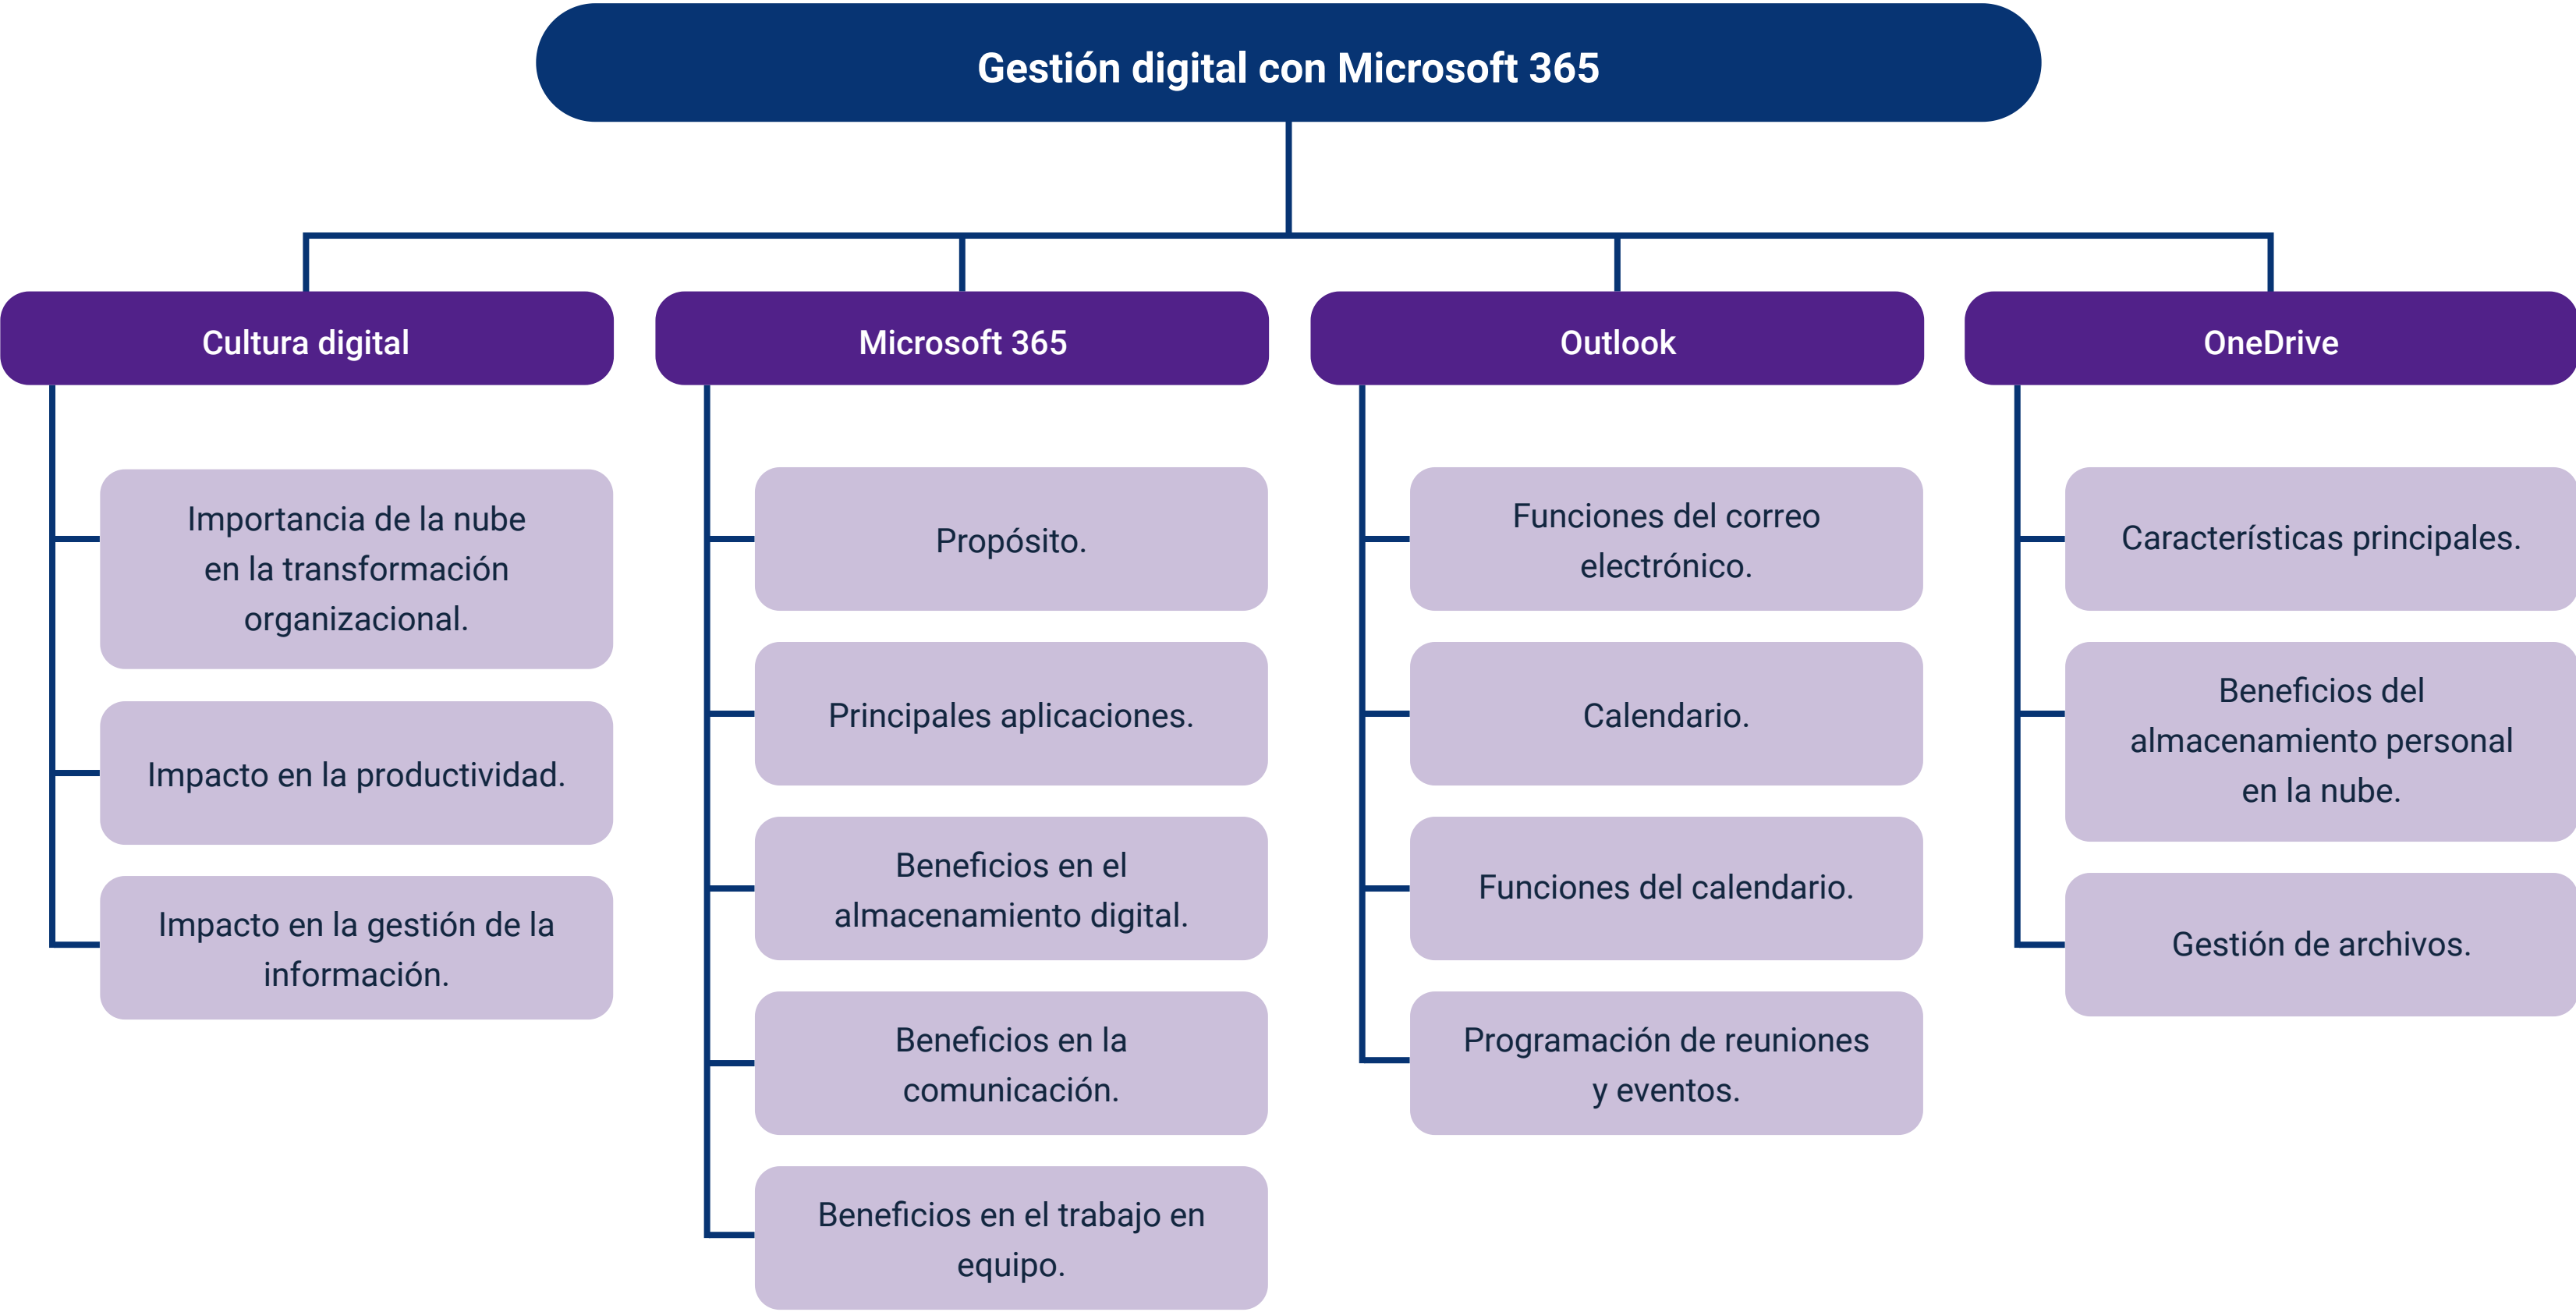 Gestión digital con Microsoft 365
Cultura digital
Importancia de la nube
en la transformación
organizacional.
Impacto en la productividad.
Impacto en la gestión de la
información.
Microsoft 365
Propósito.
Principales aplicaciones.
Beneficios en el
almacenamiento digital.
Beneficios en la
comunicación.
Beneficios en el trabajo en
equipo.
Outlook
Funciones del correo
electrónico.
Calendario.
Funciones del calendario.
Programación de reuniones
y eventos.
OneDrive
Características principales.
Beneficios del
almacenamiento personal
en la nube.
Gestión de archivos.